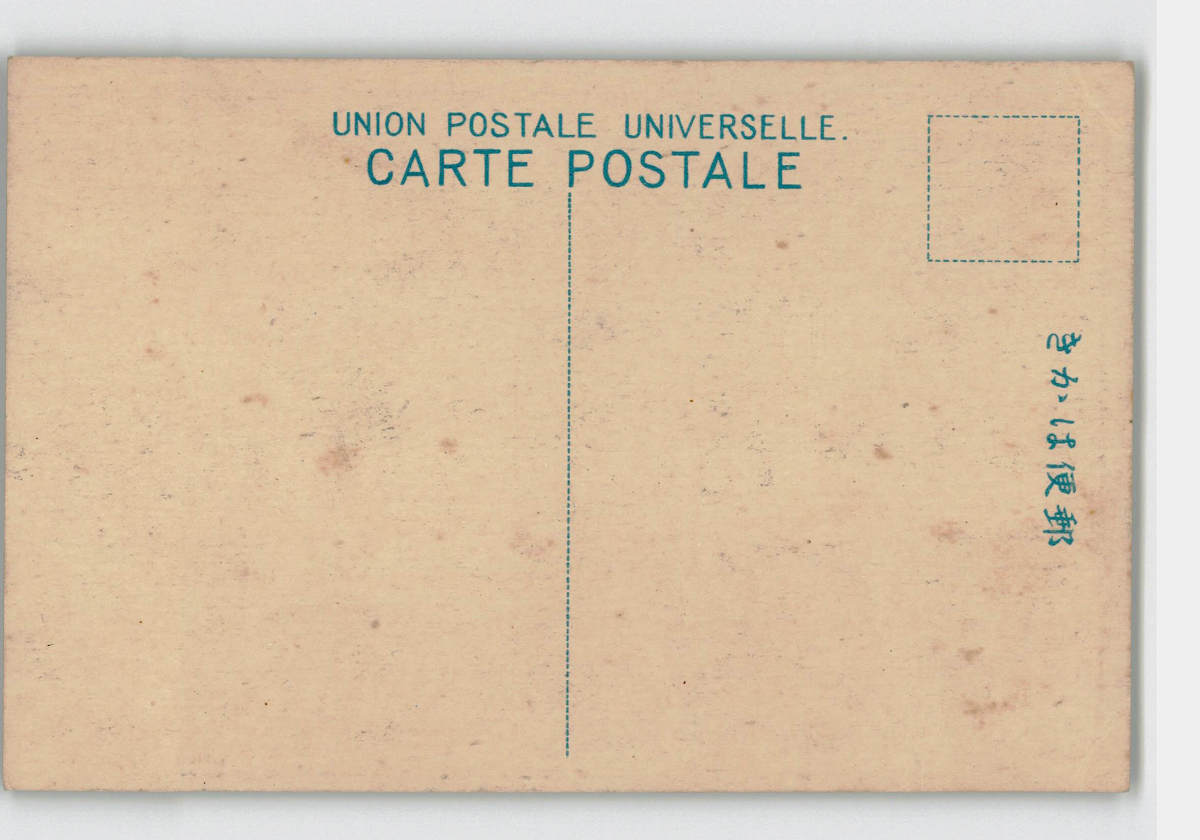 UNION POSTALE UNIVERSELLE.
CARTE POSTALE
きかは便郵